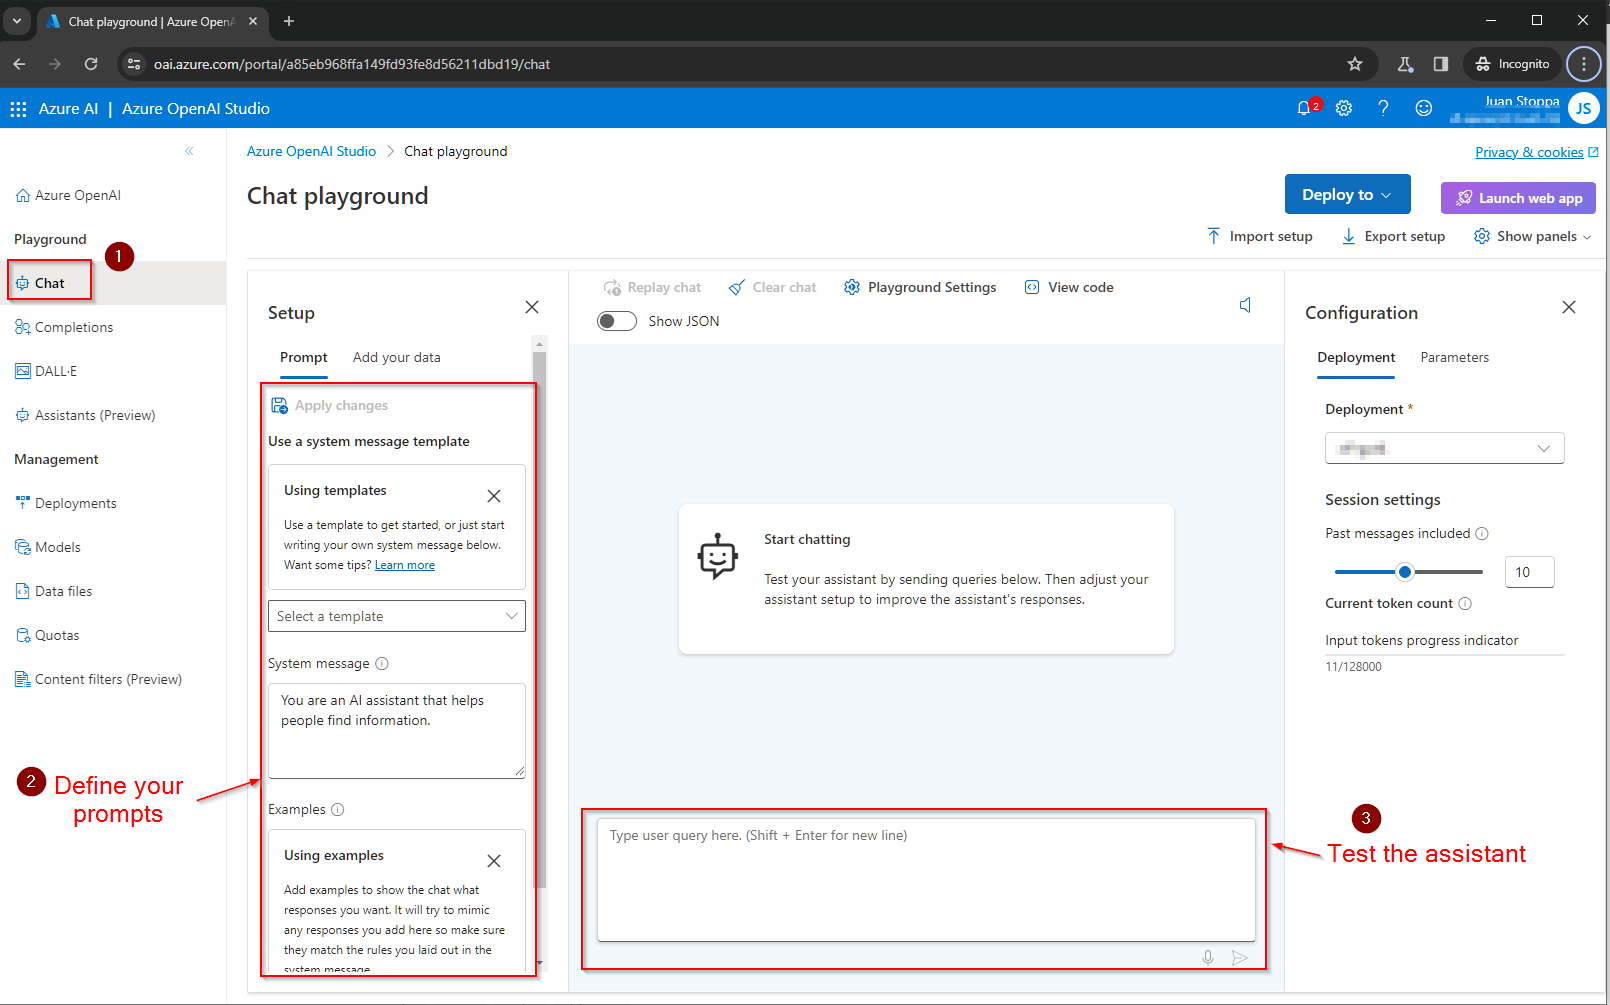 Chat playground | Azure OpenA
oai.azure.com/portal/a85eb968ffa149fd93fe8d56211dbd19/chat
Incognito
Azure AI | Azure OpenAI Studio
2
Juan Stoppa
JS
Azure OpenAI Studio > Chat playground
Privacy & cookies
Chat playground
Deploy to
Launch web app
Import setup
Export setup
Show panels
Azure OpenAI
Playground
1
Chat
Completions
DALL·E
Assistants (Preview)
Management
Deployments
Models
Data files
Quotas
Content filters (Preview)
2
Define your
prompts
Setup
Prompt
Add your data
Apply changes
Use a system message template
Using templates
Use a template to get started, or just start
writing your own system message below.
Want some tips? Learn more
Select a template
System message
You are an AI assistant that helps
people find information.
Examples
Using examples
Add examples to show the chat what
responses you want. It will try to mimic
any responses you add here so make sure
they match the rules you laid out in the
system message
Replay chat
Clear chat
Playground Settings
View code
Show JSON
Start chatting
Test your assistant by sending queries below. Then adjust your
assistant setup to improve the assistant's responses.
Type user query here. (Shift + Enter for new line)
Configuration
Deployment
Parameters
Deployment *
Session settings
Past messages included
10
Current token count
Input tokens progress indicator
11/128000
3
Test the assistant